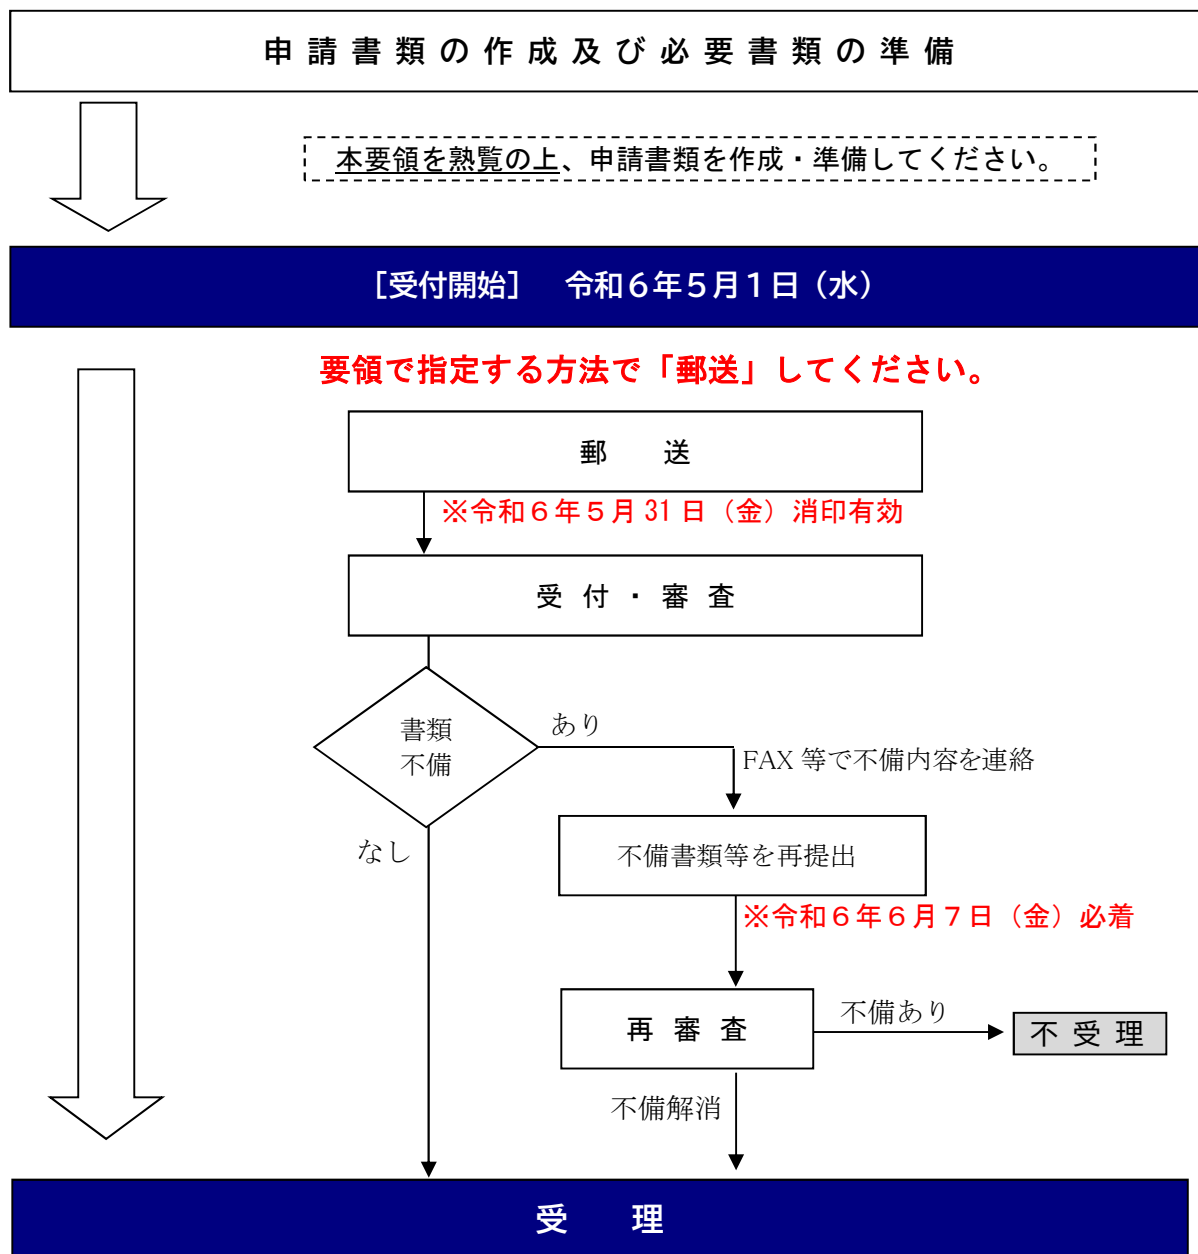 申請書類の作成及び必要書類の準備
本要領を熟覧の上、申請書類を作成・準備してください。
［受付開始］　令和６年５月１日（水）
要領で指定する方法で「郵送」してください。
郵　送
※令和６年５月31日（金）消印有効
受付・審査
書類
不備
あり
FAX 等で不備内容を連絡
なし
不備書類等を再提出
※令和６年６月７日（金）必着
再審査
不備あり
不受理
不備解消
受　理